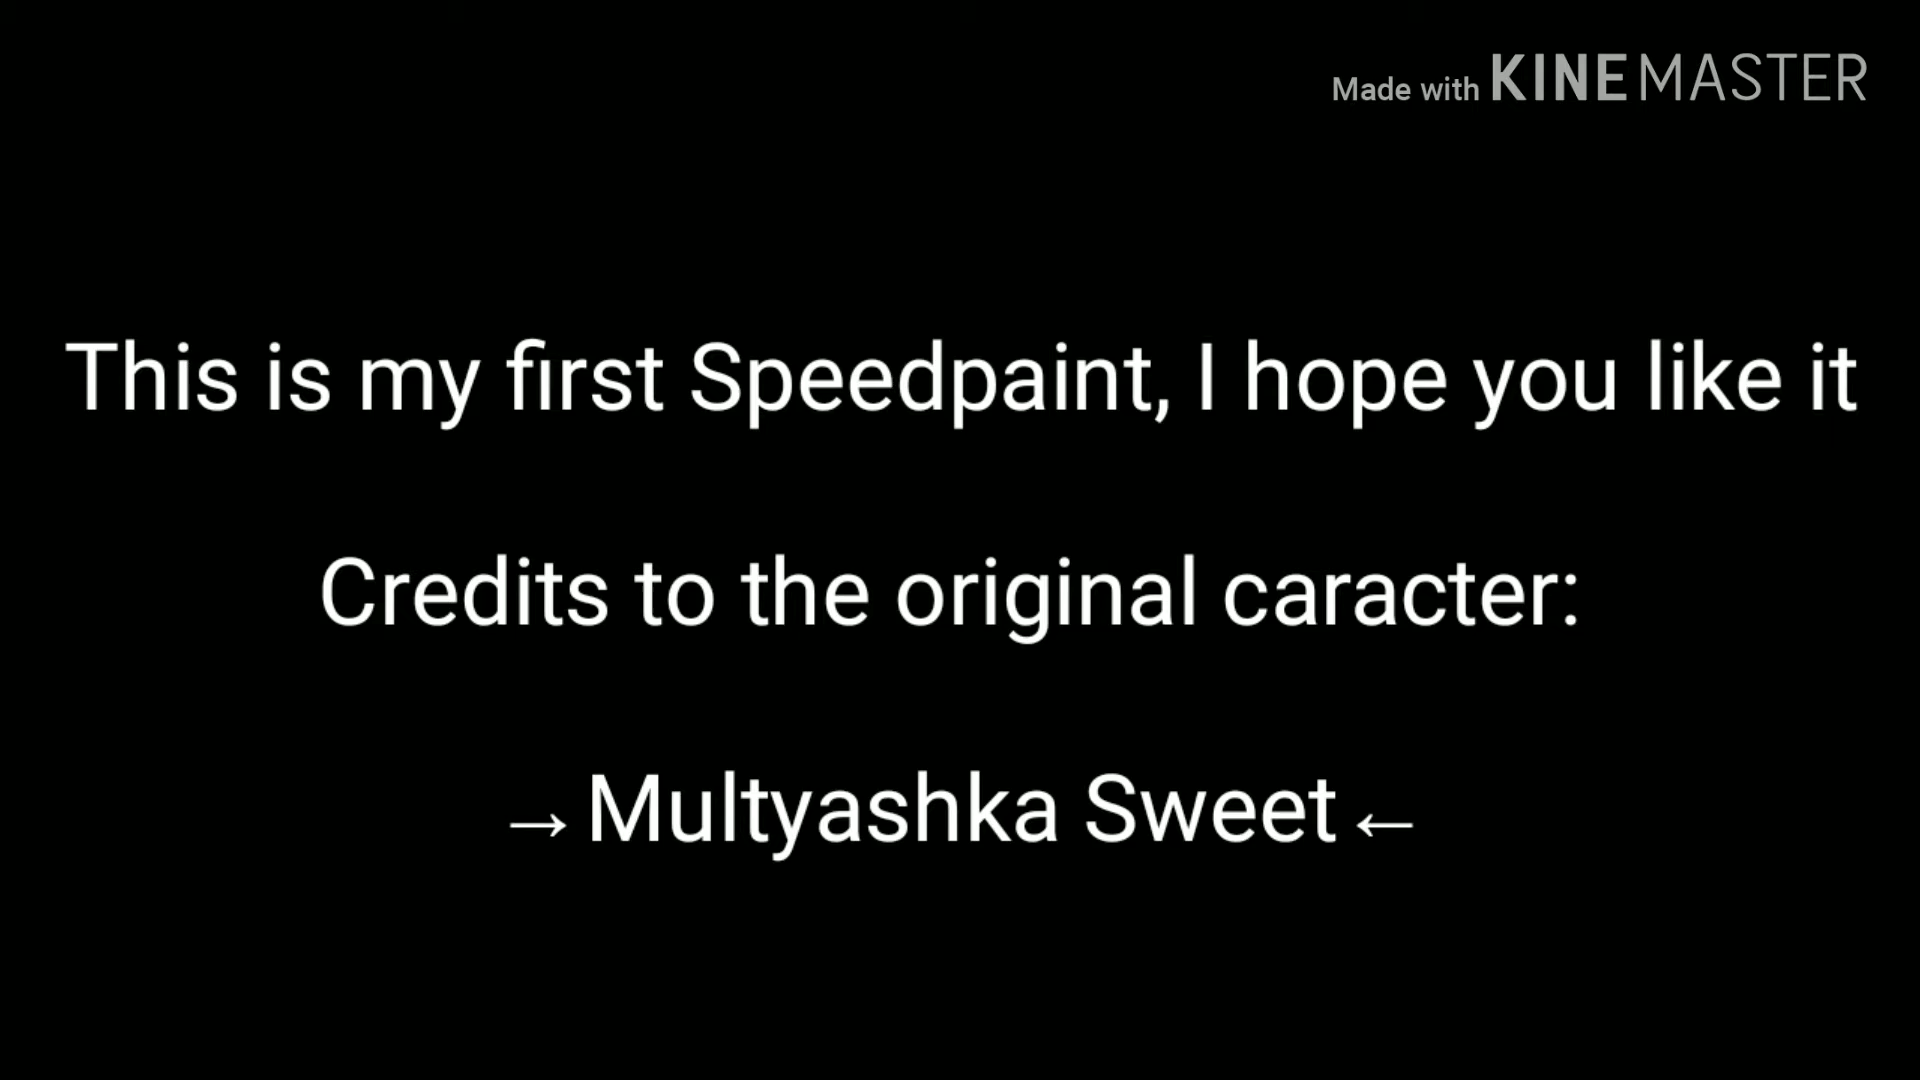 Made with KINEMASTER
This is my first Speedpaint, I hope you like it
Credits to the original caracter:
→Multyashka Sweet←